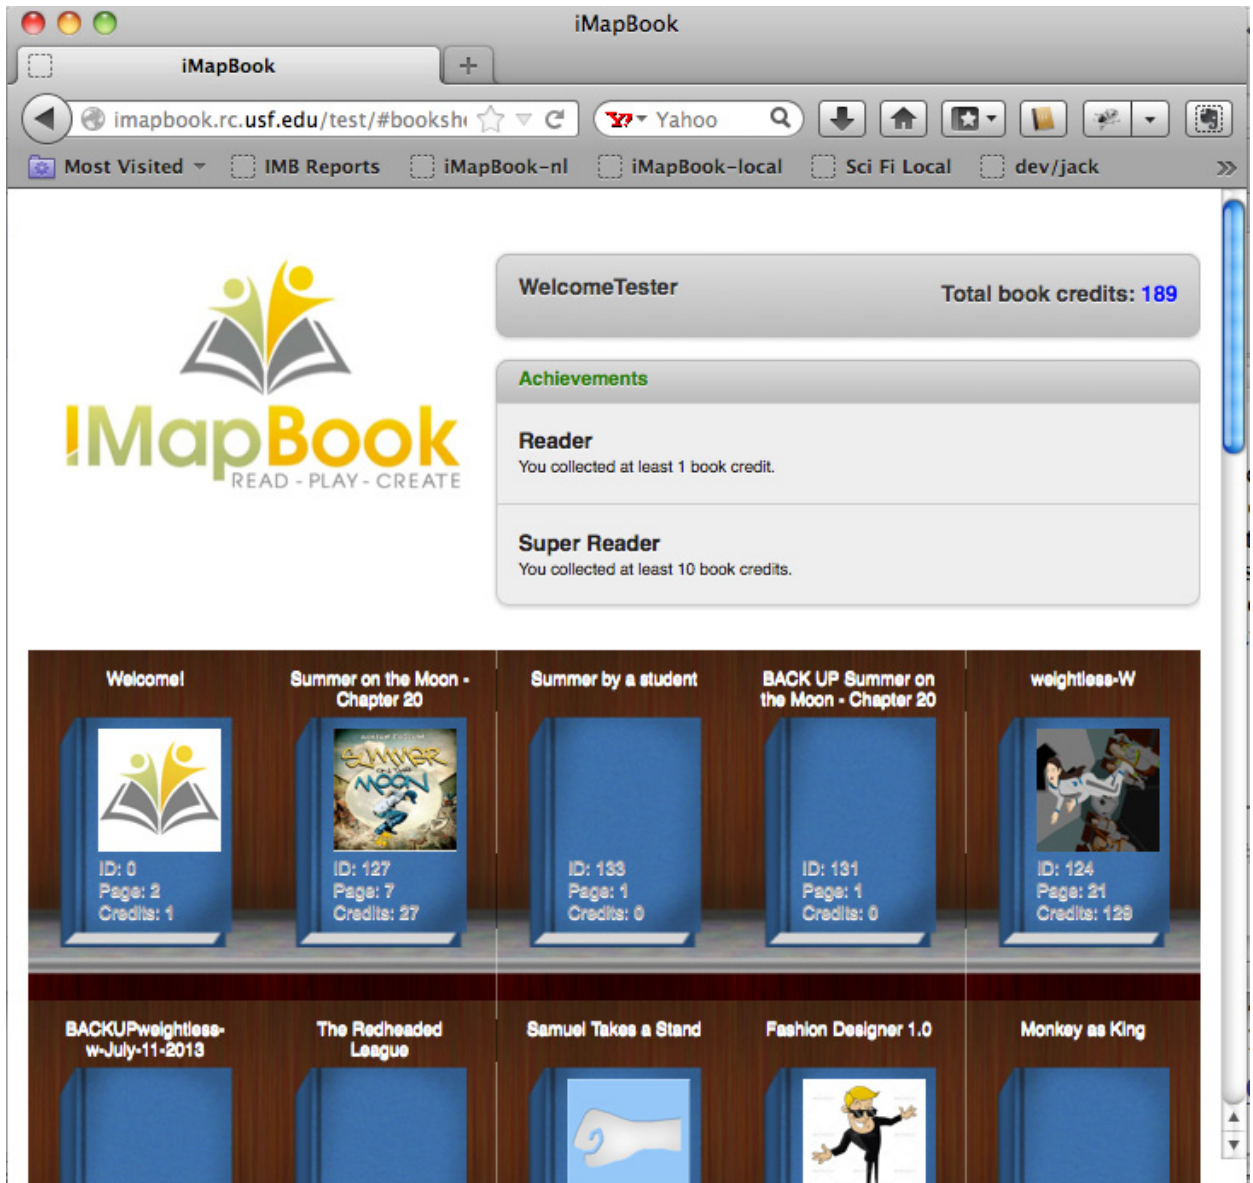 iMapBook
iMapBook
imapbook.rc.usf.edu/test/#bookshe
Yahoo
Most Visited
IMB Reports
iMapBook-nl
iMapBook-local
Sci Fi Local
dev/jack
IMapBook
READ - PLAY - CREATE
WelcomeTester
Total book credits: 189
Achievements
Reader
You collected at least 1 book credit.
Super Reader
You collected at least 10 book credits.
Welcome!
ID: 0
Page: 2
Credits: 1
Summer on the Moon -
Chapter 20
SUMMER
ON THE
MOON
ID: 127
Page: 7
Credits: 27
Summer by a student
ID: 133
Page: 1
Credits: 0
BACK UP Summer on
the Moon - Chapter 20
ID: 131
Page: 1
Credits: 0
weightless-W
ID: 124
Page: 21
Credits: 129
BACKUPweightless-
w-July-11-2013
The Redheaded
League
Samuel Takes a Stand
Fashion Designer 1.0
Monkey as King